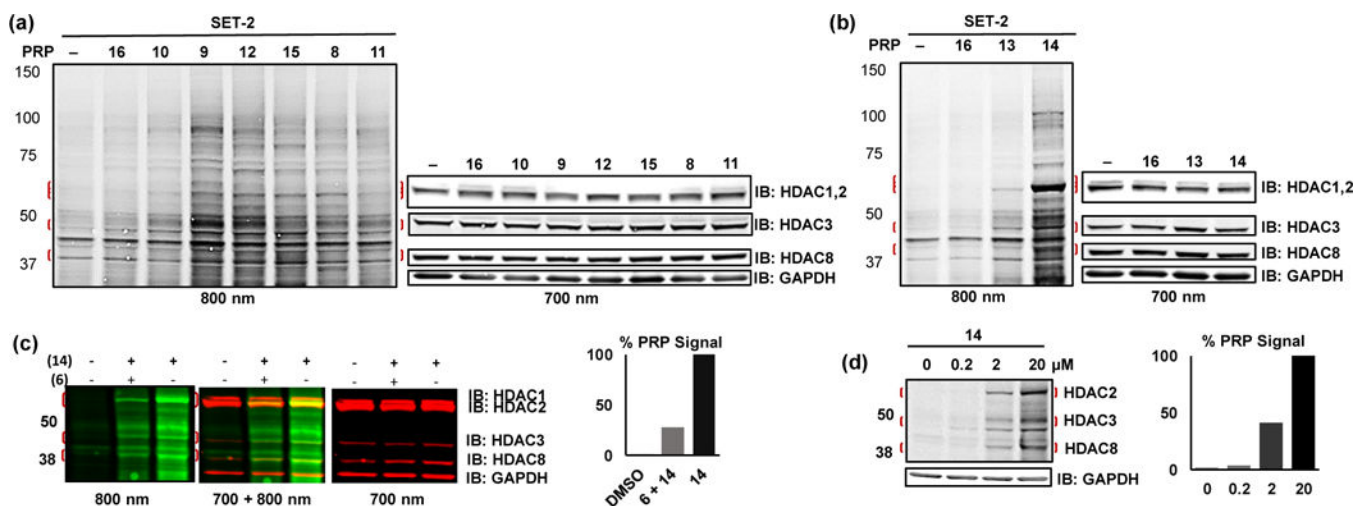 (a)
SET-2
PRP – 16 10 9 12 15 8 11
150
100
75
50
37
800 nm
– 16 10 9 12 15 8 11
IB: HDAC1,2
IB: HDAC3
IB: HDAC8
IB: GAPDH
700 nm
(b)
SET-2
PRP – 16 13 14
150
100
75
50
37
800 nm
– 16 13 14
IB: HDAC1,2
IB: HDAC3
IB: HDAC8
IB: GAPDH
700 nm
(c)
(14) - + + - + + - + +
(6) - + - - + - - + -
50
38
800 nm
700 + 800 nm
700 nm
IB: HDAC1
IB: HDAC2
IB: HDAC3
IB: HDAC8
IB: GAPDH
% PRP Signal
100
50
0
DMSO
6 + 14
14
(d)
14
0 0.2 2 20 μM
50
38
HDAC2
HDAC3
HDAC8
IB: GAPDH
% PRP Signal
100
50
0
0 0.2 2 20